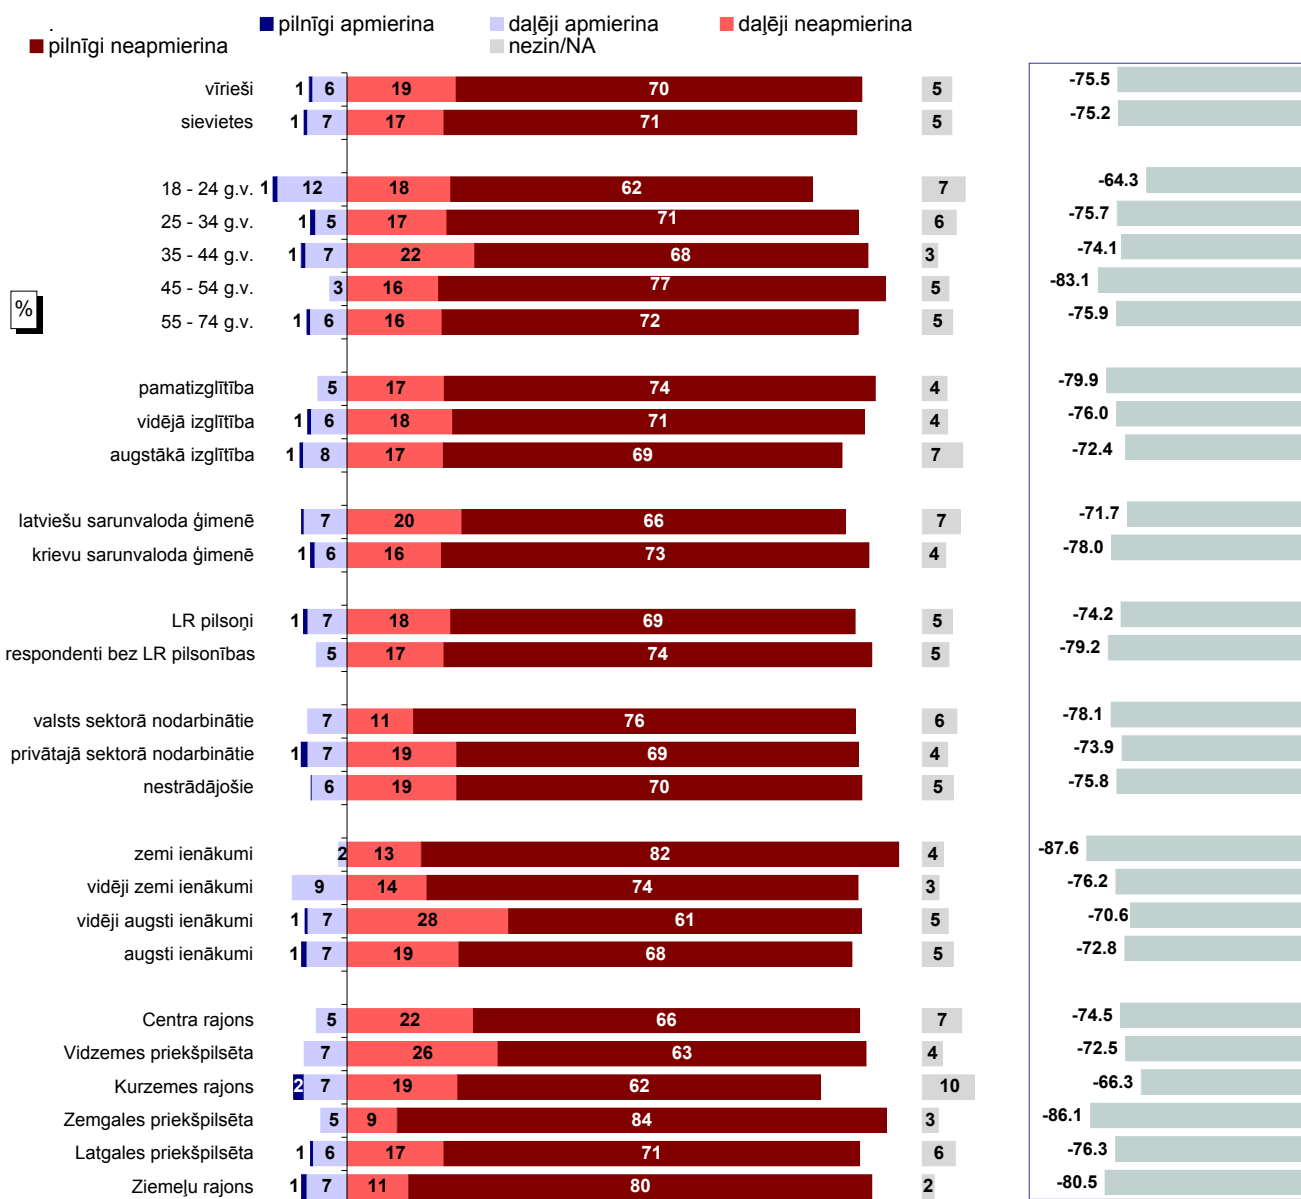 . pilnīgi apmierina daļēji apmierina daļēji neapmierina
pilnīgi neapmierina nezin/NA
vīrieši 1 6 19 70 5 -75.5
sievietes 1 7 17 71 5 -75.2
18 - 24 g.v. 1 12 18 62 7 -64.3
25 - 34 g.v. 1 5 17 71 6 -75.7
35 - 44 g.v. 1 7 22 68 3 -74.1
45 - 54 g.v. 3 16 77 5 -83.1
%
55 - 74 g.v. 1 6 16 72 5 -75.9
pamatizglītība 5 17 74 4 -79.9
vidējā izglītība 1 6 18 71 4 -76.0
augstākā izglītība 1 8 17 69 7 -72.4
latviešu sarunvaloda ģimenē 7 20 66 7 -71.7
krievu sarunvaloda ģimenē 1 6 16 73 4 -78.0
LR pilsoņi 1 7 18 69 5 -74.2
respondenti bez LR pilsonības 5 17 74 5 -79.2
valsts sektorā nodarbinātie 7 11 76 6 -78.1
privātajā sektorā nodarbinātie 1 7 19 69 4 -73.9
nestrādājošie 6 19 70 5 -75.8
zemi ienākumi 2 13 82 4 -87.6
vidēji zemi ienākumi 9 14 74 3 -76.2
vidēji augsti ienākumi 1 7 28 61 5 -70.6
augsti ienākumi 1 7 19 68 5 -72.8
Centra rajons 5 22 66 7 -74.5
Vidzemes priekšpilsēta 7 26 63 4 -72.5
Kurzemes rajons 2 7 19 62 10 -66.3
Zemgales priekšpilsēta 5 9 84 3 -86.1
Latgales priekšpilsēta 1 6 17 71 6 -76.3
Ziemeļu rajons 1 7 11 80 2 -80.5